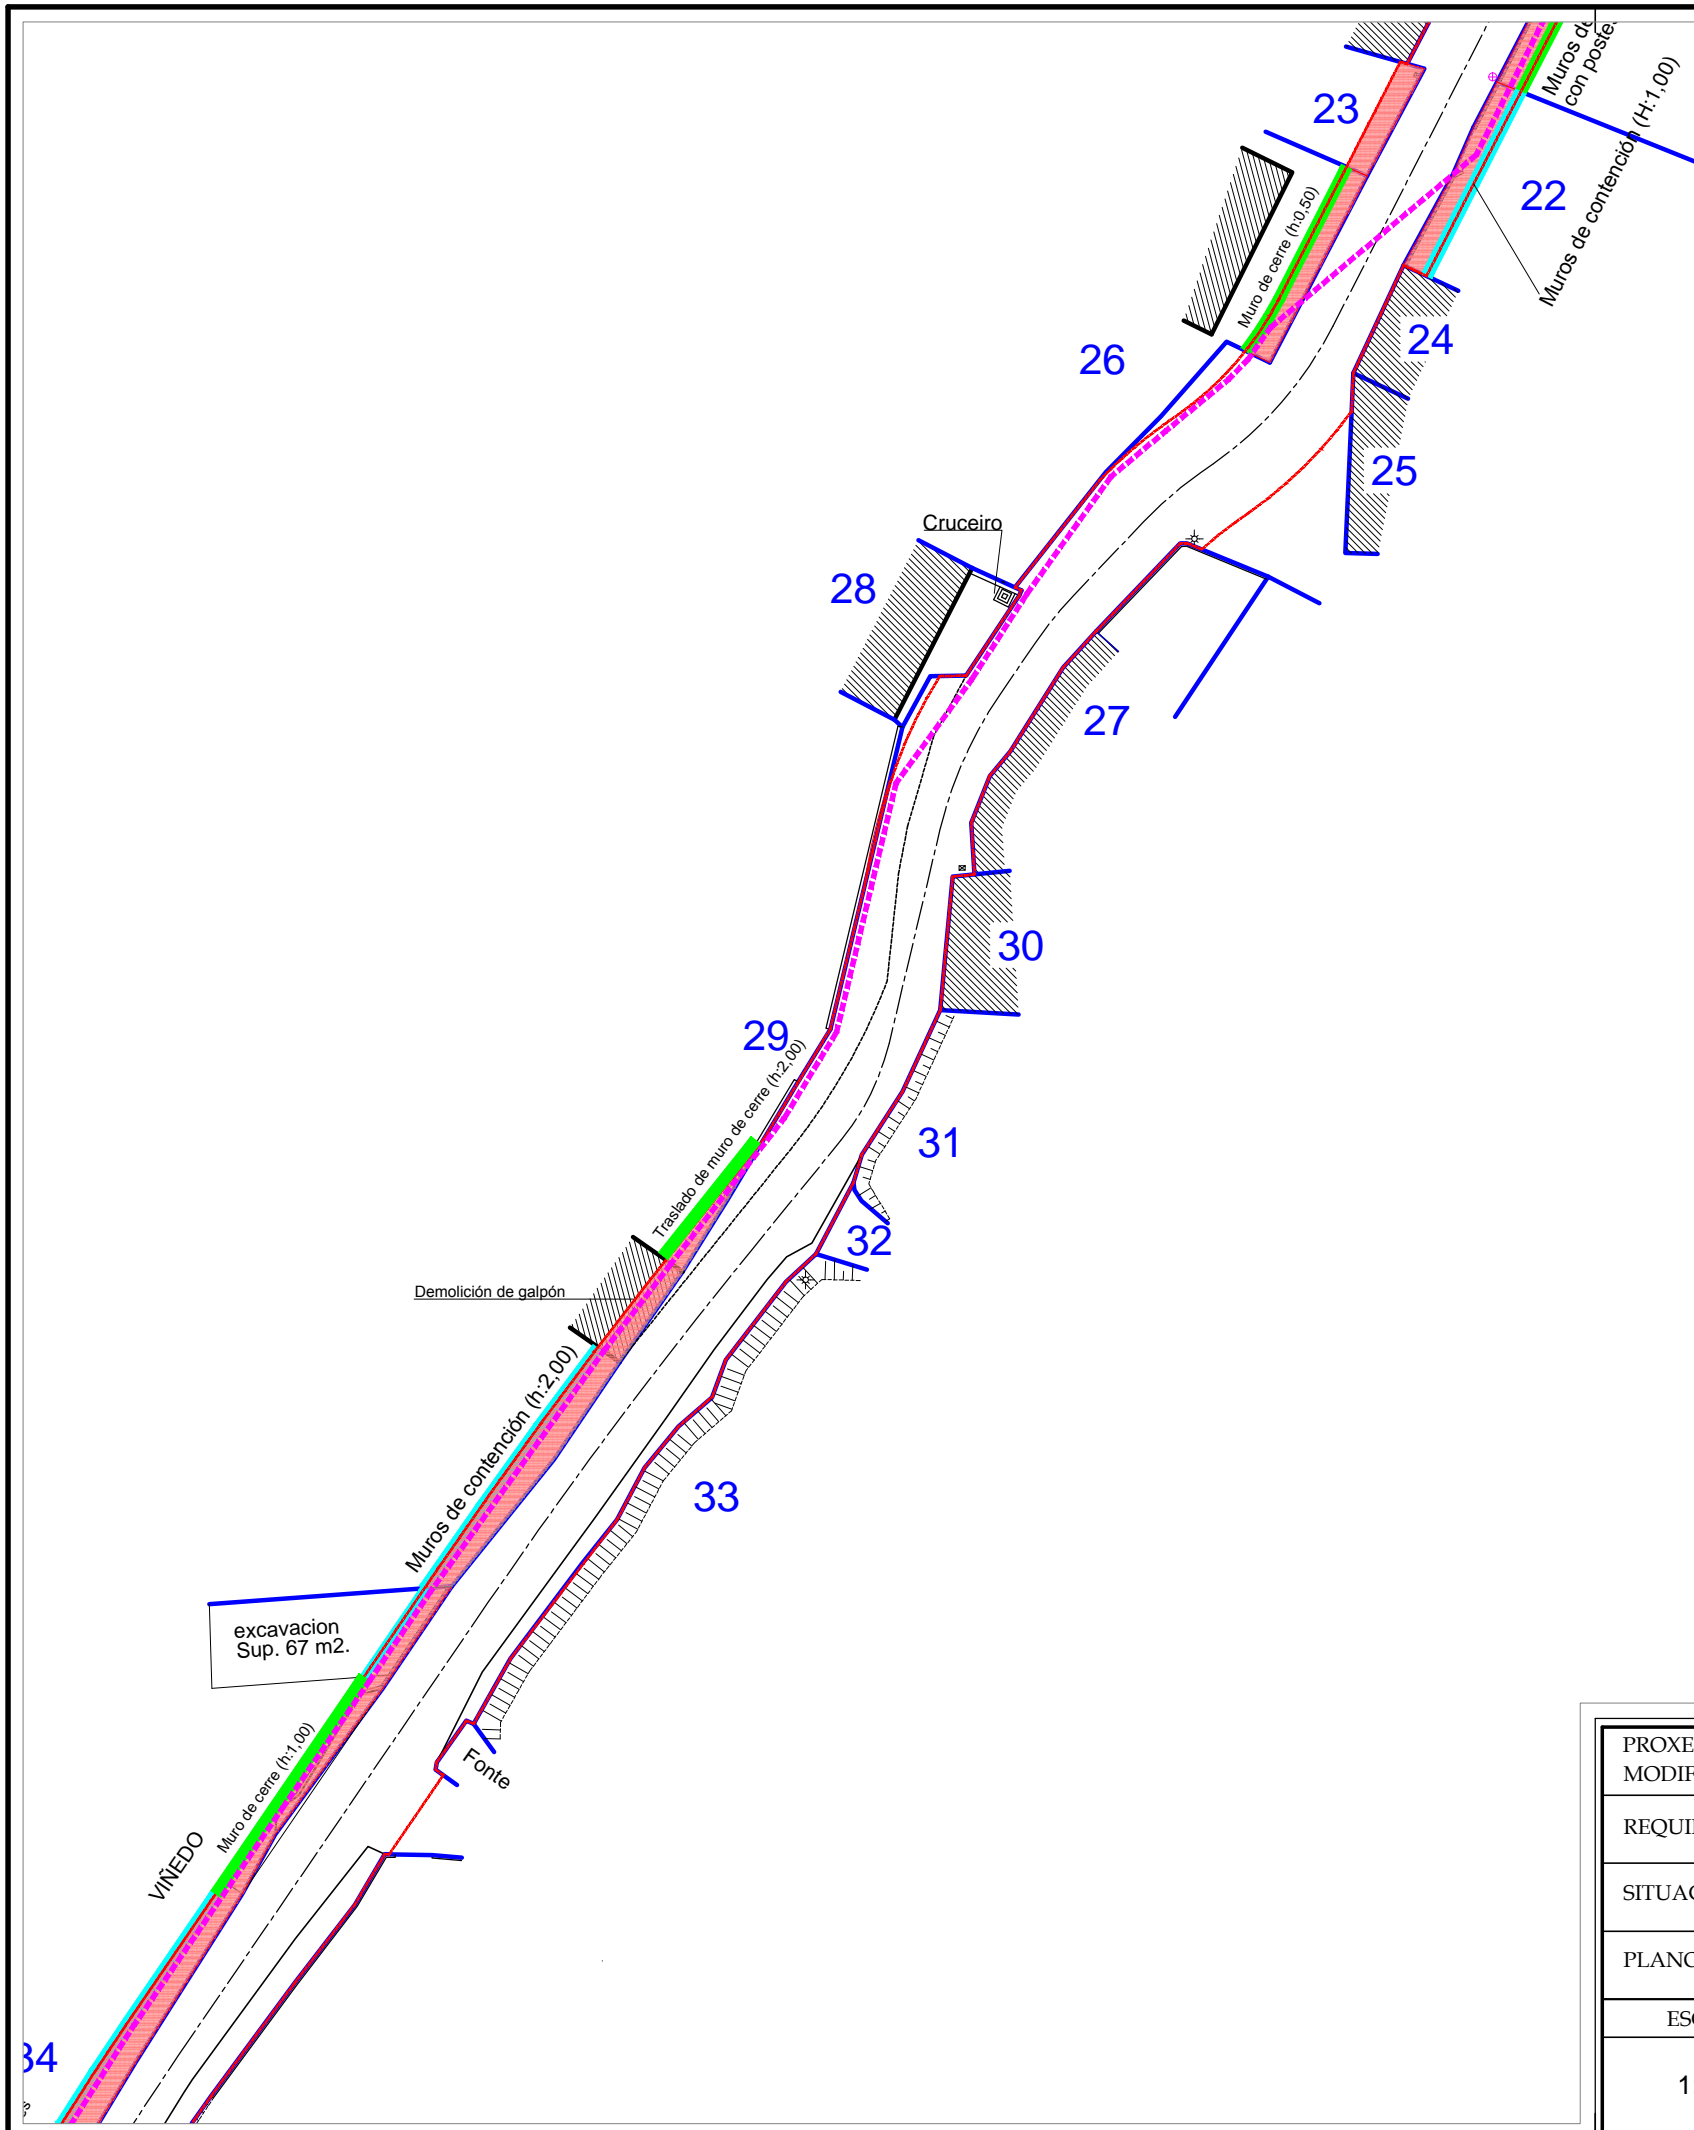 Muros de
con postes
Muros de contención (H:1,00)
23
22
Muro de cerre (h:0,50)
24
26
25
Cruceiro
28
27
30
29
Traslado de muro de cerre (h:2,00)
31
32
Demolición de galpón
Muros de contención (h:2,00)
33
excavacion
Sup. 67 m2.
Muro de cerre (h:1,00)
Fonte
VIÑEDO
34
PROXE
MODIF
REQUI
SITUAC
PLANO
ESC
1